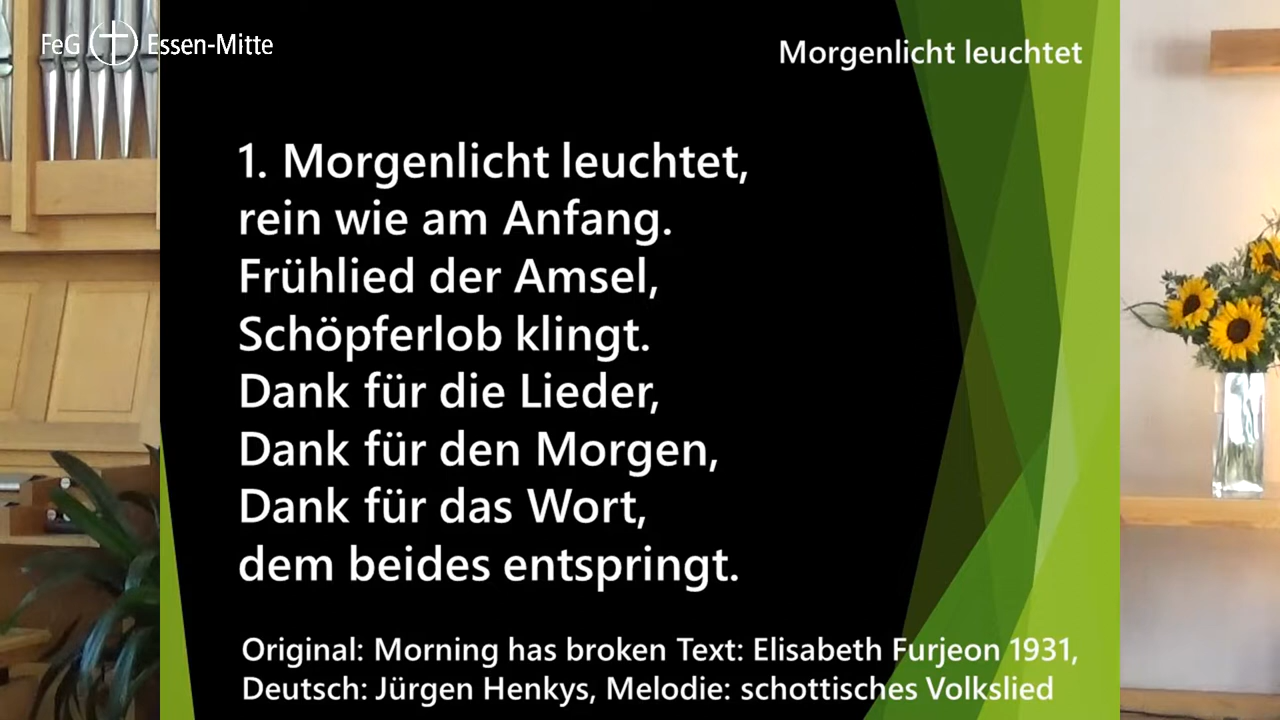 FeG Essen-Mitte
Morgenlicht leuchtet
1. Morgenlicht leuchtet,
rein wie am Anfang.
Frühlied der Amsel,
Schöpferlob klingt.
Dank für die Lieder,
Dank für den Morgen,
Dank für das Wort,
dem beides entspringt.
Original: Morning has broken Text: Elisabeth Furjeon 1931,
Deutsch: Jürgen Henkys, Melodie: schottisches Volkslied